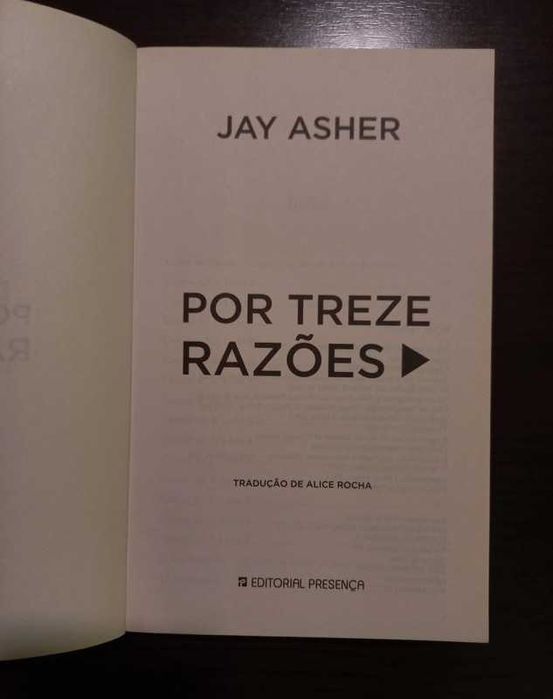 JAY ASHER
POR TREZE
RAZÕES
TRADUÇÃO DE ALICE ROCHA
EDITORIAL PRESENÇA